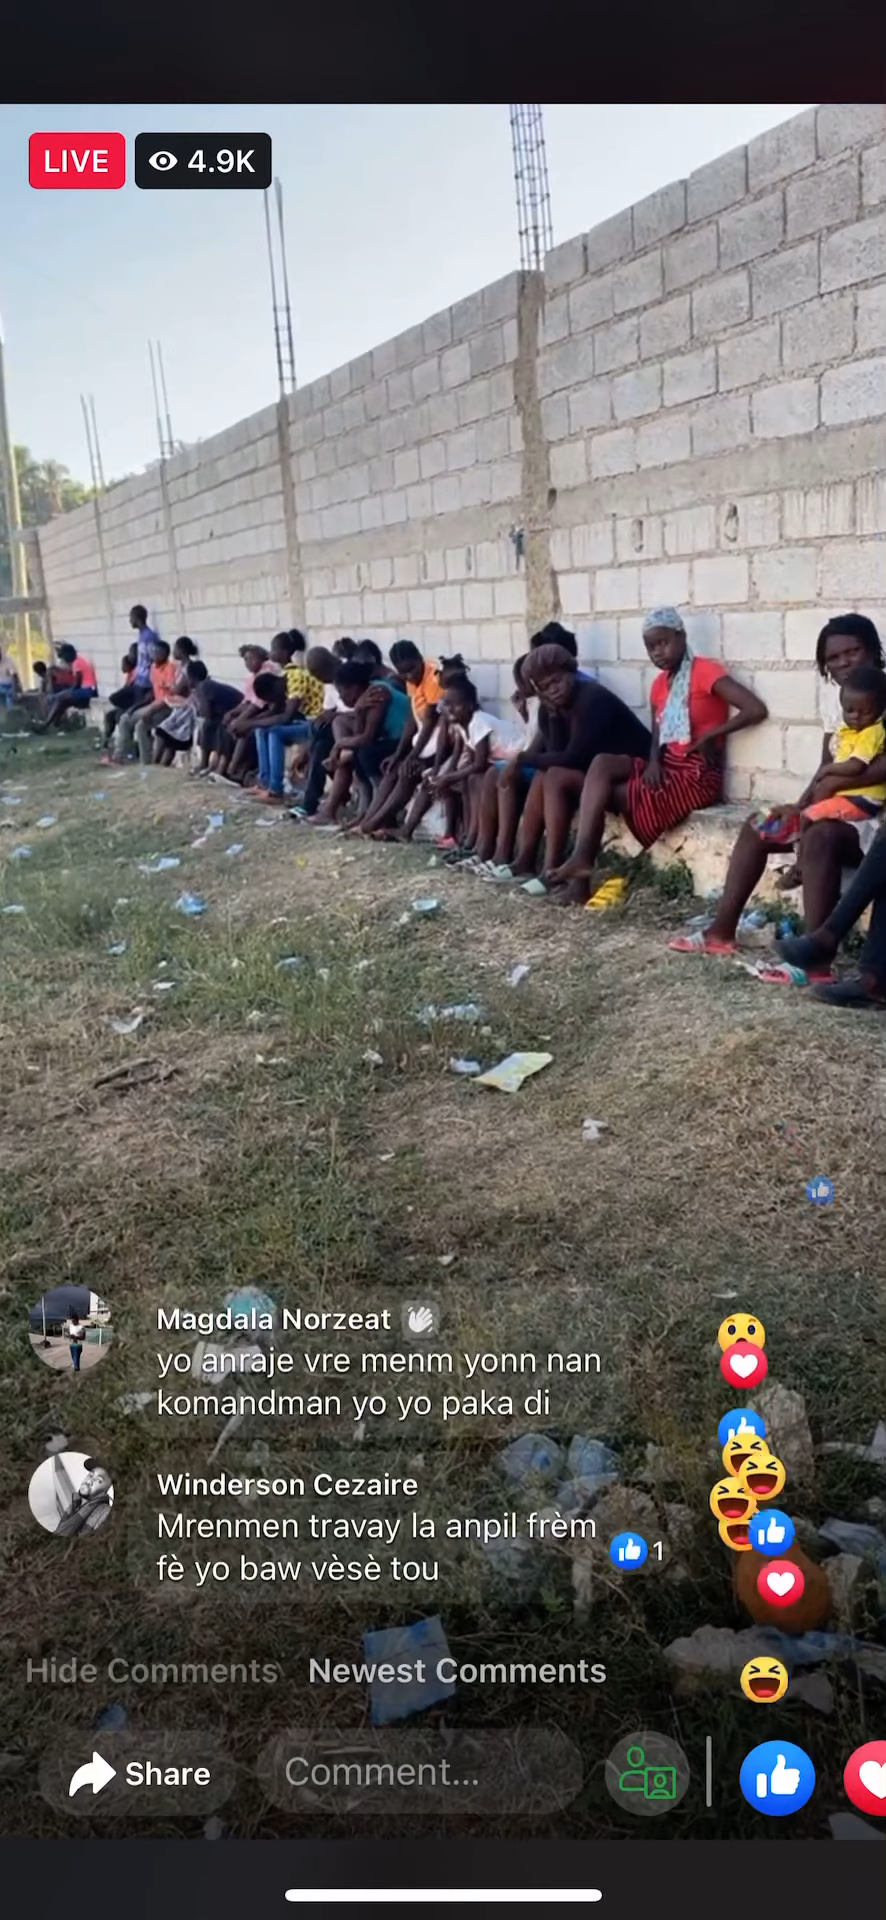 LIVE 4.9K
Magdala Norzeat
yo anraje vre menm yonn nan
komandman yo yo paka di
Winderson Cezaire
Mrenmen travay la anpil frèm
fè yo baw vèsè tou
1
Hide Comments Newest Comments
Share Comment...